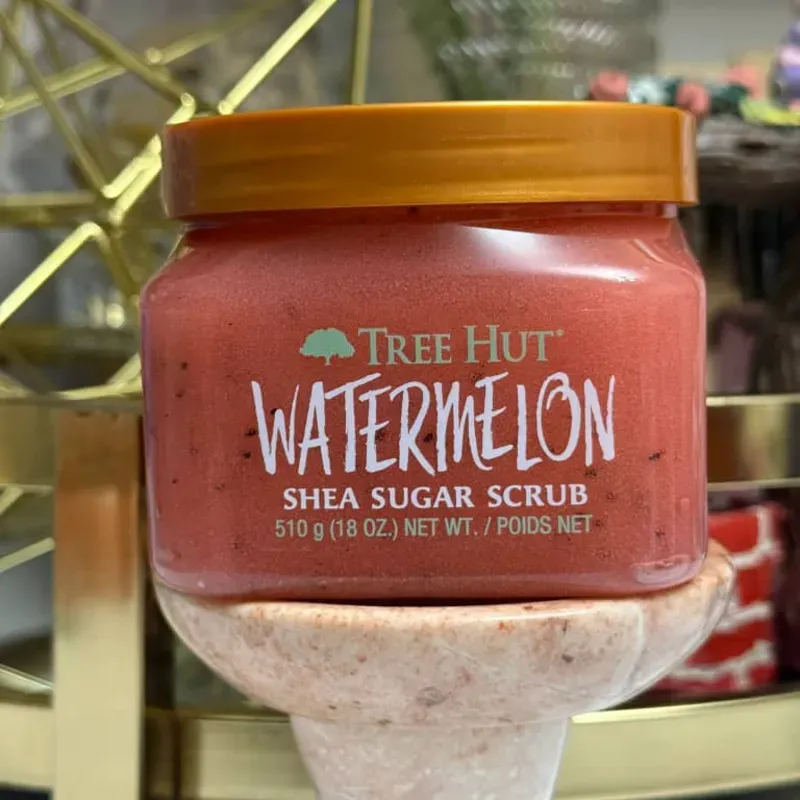 TREE HUT®
WATERMELON
SHEA SUGAR SCRUB
510 g (18 OZ.) NET WT. / POIDS NET